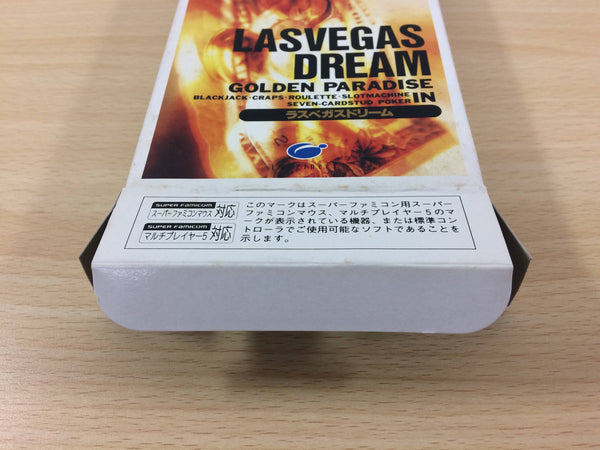 LASVEGAS
DREAM
GOLDEN PARADISE
BLACKJACK·CRAPS·ROULETTE·SLOTMACHINE
SEVEN-CARDSTUD POKER IN
ラスベガスドリーム
SUPER FAMICOM
スーパーファミコンマウス 対応
SUPER FAMICOM
マルチプレイヤー5 対応
このマークはスーパーファミコン用スーパー
ファミコンマウス、マルチプレイヤー5のマ
ークが表示されている機器、または標準コン
トローラでご使用可能なソフトであることを
示します。